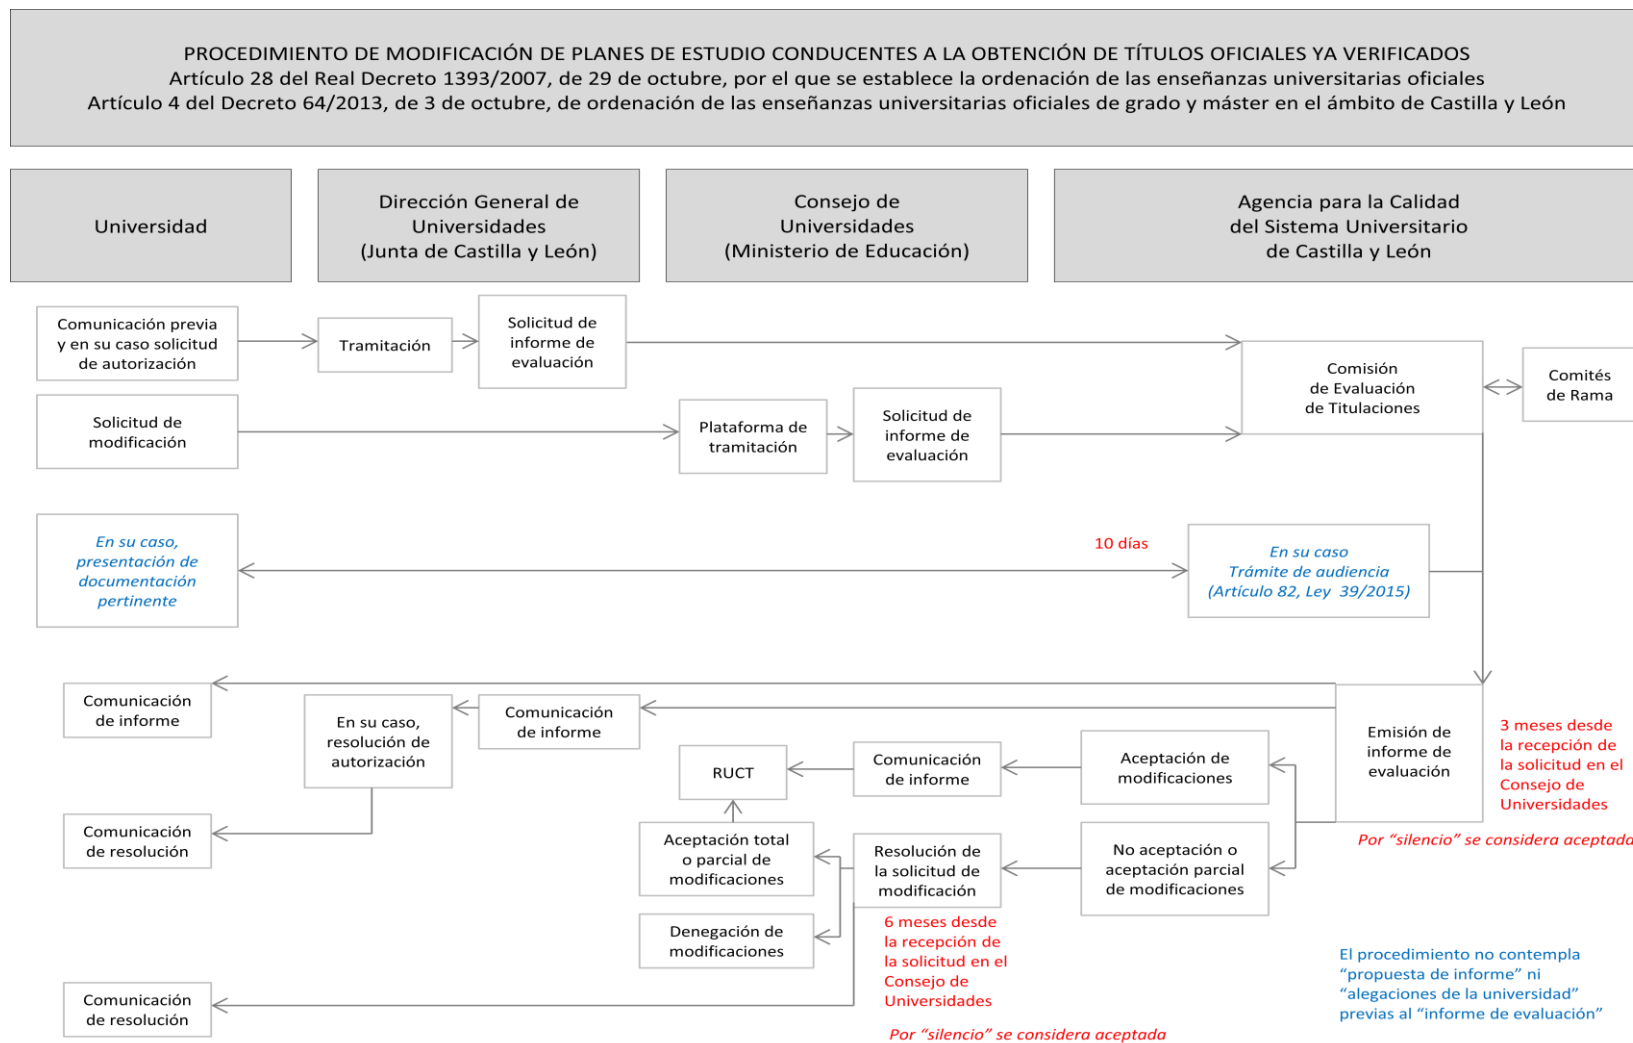 PROCEDIMIENTO DE MODIFICACIÓN DE PLANES DE ESTUDIO CONDUCENTES A LA OBTENCIÓN DE TÍTULOS OFICIALES YA VERIFICADOS
Artículo 28 del Real Decreto 1393/2007, de 29 de octubre, por el que se establece la ordenación de las enseñanzas universitarias oficiales
Artículo 4 del Decreto 64/2013, de 3 de octubre, de ordenación de las enseñanzas universitarias oficiales de grado y máster en el ámbito de Castilla y León
Universidad
Dirección General de
Universidades
(Junta de Castilla y León)
Consejo de
Universidades
(Ministerio de Educación)
Agencia para la Calidad
del Sistema Universitario
de Castilla y León
Comunicación previa
y en su caso solicitud
de autorización
Tramitación
Solicitud de
informe de
evaluación
Comisión
de Evaluación
de Titulaciones
Comités
de Rama
Solicitud de
modificación
Plataforma de
tramitación
Solicitud de
informe de
evaluación
En su caso,
presentación de
documentación
pertinente
10 días
En su caso
Trámite de audiencia
(Artículo 82, Ley 39/2015)
Comunicación
de informe
En su caso,
resolución de
autorización
Comunicación
de informe
RUCT
Comunicación
de informe
Aceptación de
modificaciones
Emisión de
informe de
evaluación
3 meses desde
la recepción de
la solicitud en el
Consejo de
Universidades
Por “silencio” se considera aceptada
Comunicación
de resolución
Aceptación total
o parcial de
modificaciones
Resolución de
la solicitud de
modificación
No aceptación o
aceptación parcial
de modificaciones
Denegación de
modificaciones
6 meses desde
la recepción de
la solicitud en el
Consejo de
Universidades
Por “silencio” se considera aceptada
Comunicación
de resolución
El procedimiento no contempla
“propuesta de informe” ni
“alegaciones de la universidad”
previas al “informe de evaluación”